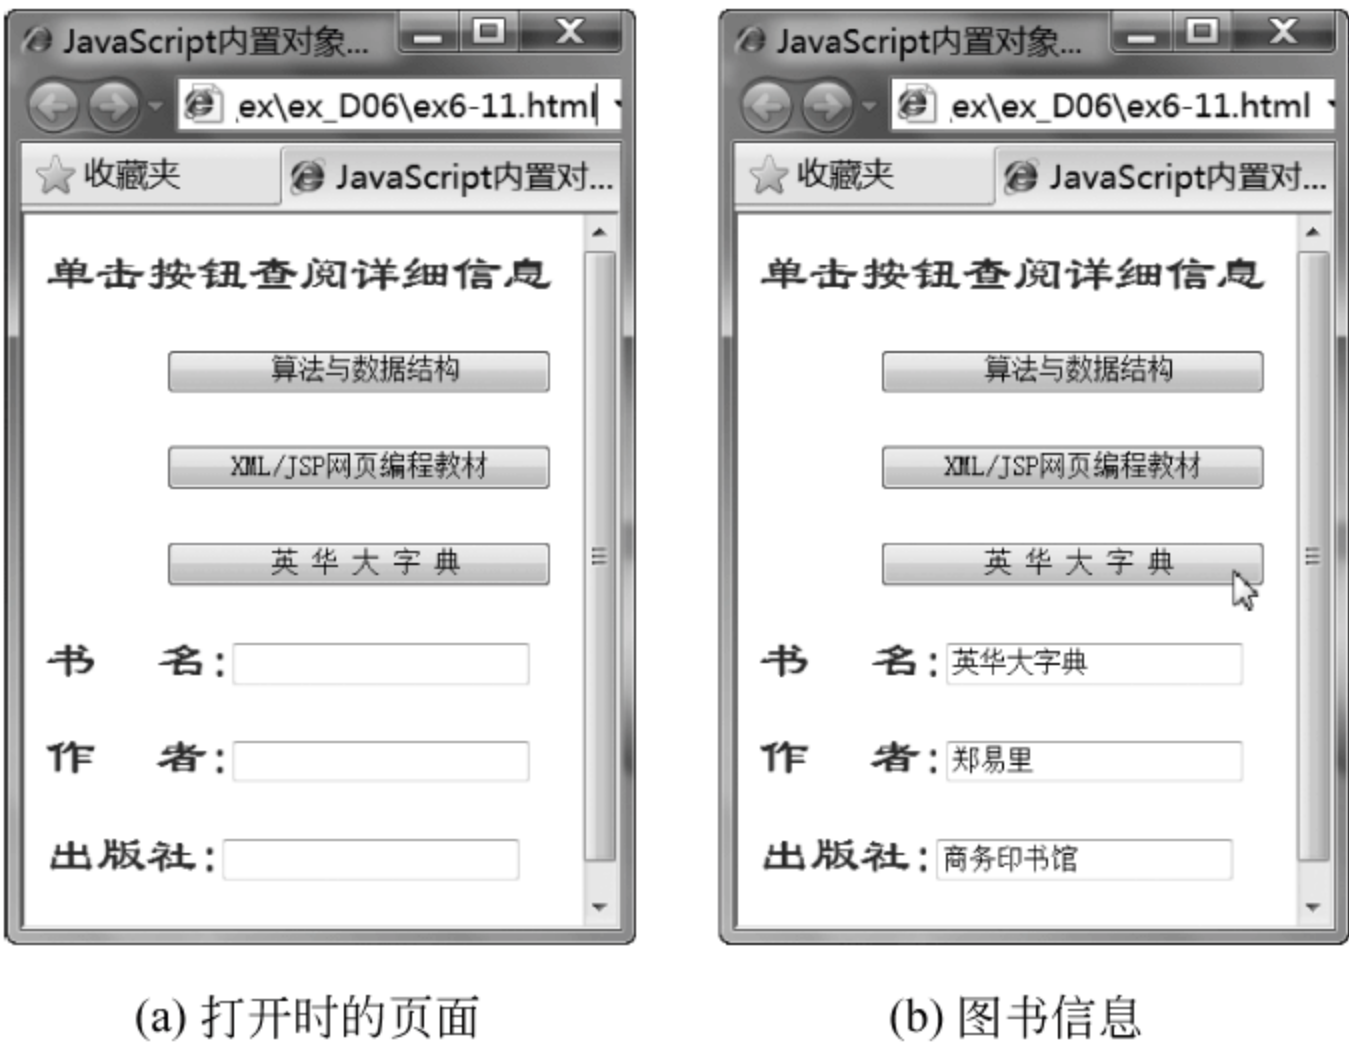 JavaScript内置对象...
ex\ex_D06\ex6-11.html
收藏夹
JavaScript内置对...
单击按钮查阅详细信息
算法与数据结构
XML/JSP网页编程教材
英 华 大 字 典
书 名:
作 者:
出版社:
(a) 打开时的页面
JavaScript内置对象...
ex\ex_D06\ex6-11.html
收藏夹
JavaScript内置对...
单击按钮查阅详细信息
算法与数据结构
XML/JSP网页编程教材
英 华 大 字 典
书 名: 英华大字典
作 者: 郑易里
出版社: 商务印书馆
(b) 图书信息